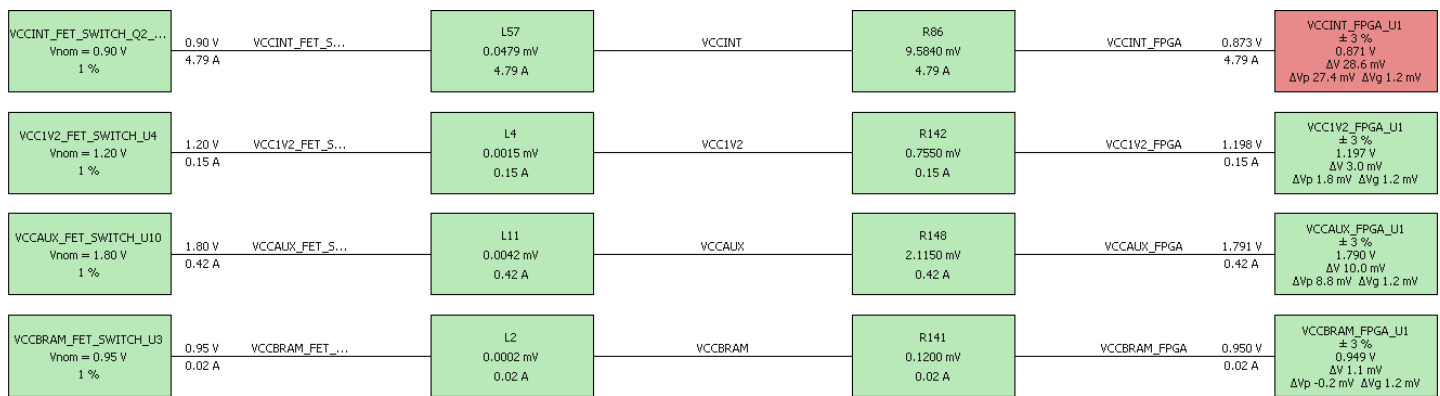 VCCINT_FET_SWITCH_Q2_...
Vnom = 0.90 V
1 %
0.90 V
VCCINT_FET_S...
4.79 A
L57
0.0479 mV
4.79 A
VCCINT
R86
9.5840 mV
4.79 A
VCCINT_FPGA
0.873 V
4.79 A
VCCINT_FPGA_U1
± 3 %
0.871 V
ΔV 28.6 mV
ΔVp 27.4 mV ΔVg 1.2 mV
VCC1V2_FET_SWITCH_U4
Vnom = 1.20 V
1 %
1.20 V
VCC1V2_FET_S...
0.15 A
L4
0.0015 mV
0.15 A
VCC1V2
R142
0.7550 mV
0.15 A
VCC1V2_FPGA
1.198 V
0.15 A
VCC1V2_FPGA_U1
± 3 %
1.197 V
ΔV 3.0 mV
ΔVp 1.8 mV ΔVg 1.2 mV
VCCAUX_FET_SWITCH_U10
Vnom = 1.80 V
1 %
1.80 V
VCCAUX_FET_S...
0.42 A
L11
0.0042 mV
0.42 A
VCCAUX
R148
2.1150 mV
0.42 A
VCCAUX_FPGA
1.791 V
0.42 A
VCCAUX_FPGA_U1
± 3 %
1.790 V
ΔV 10.0 mV
ΔVp 8.8 mV ΔVg 1.2 mV
VCCBRAM_FET_SWITCH_U3
Vnom = 0.95 V
1 %
0.95 V
VCCBRAM_FET_...
0.02 A
L2
0.0002 mV
0.02 A
VCCBRAM
R141
0.1200 mV
0.02 A
VCCBRAM_FPGA
0.950 V
0.02 A
VCCBRAM_FPGA_U1
± 3 %
0.949 V
ΔV 1.1 mV
ΔVp -0.2 mV ΔVg 1.2 mV